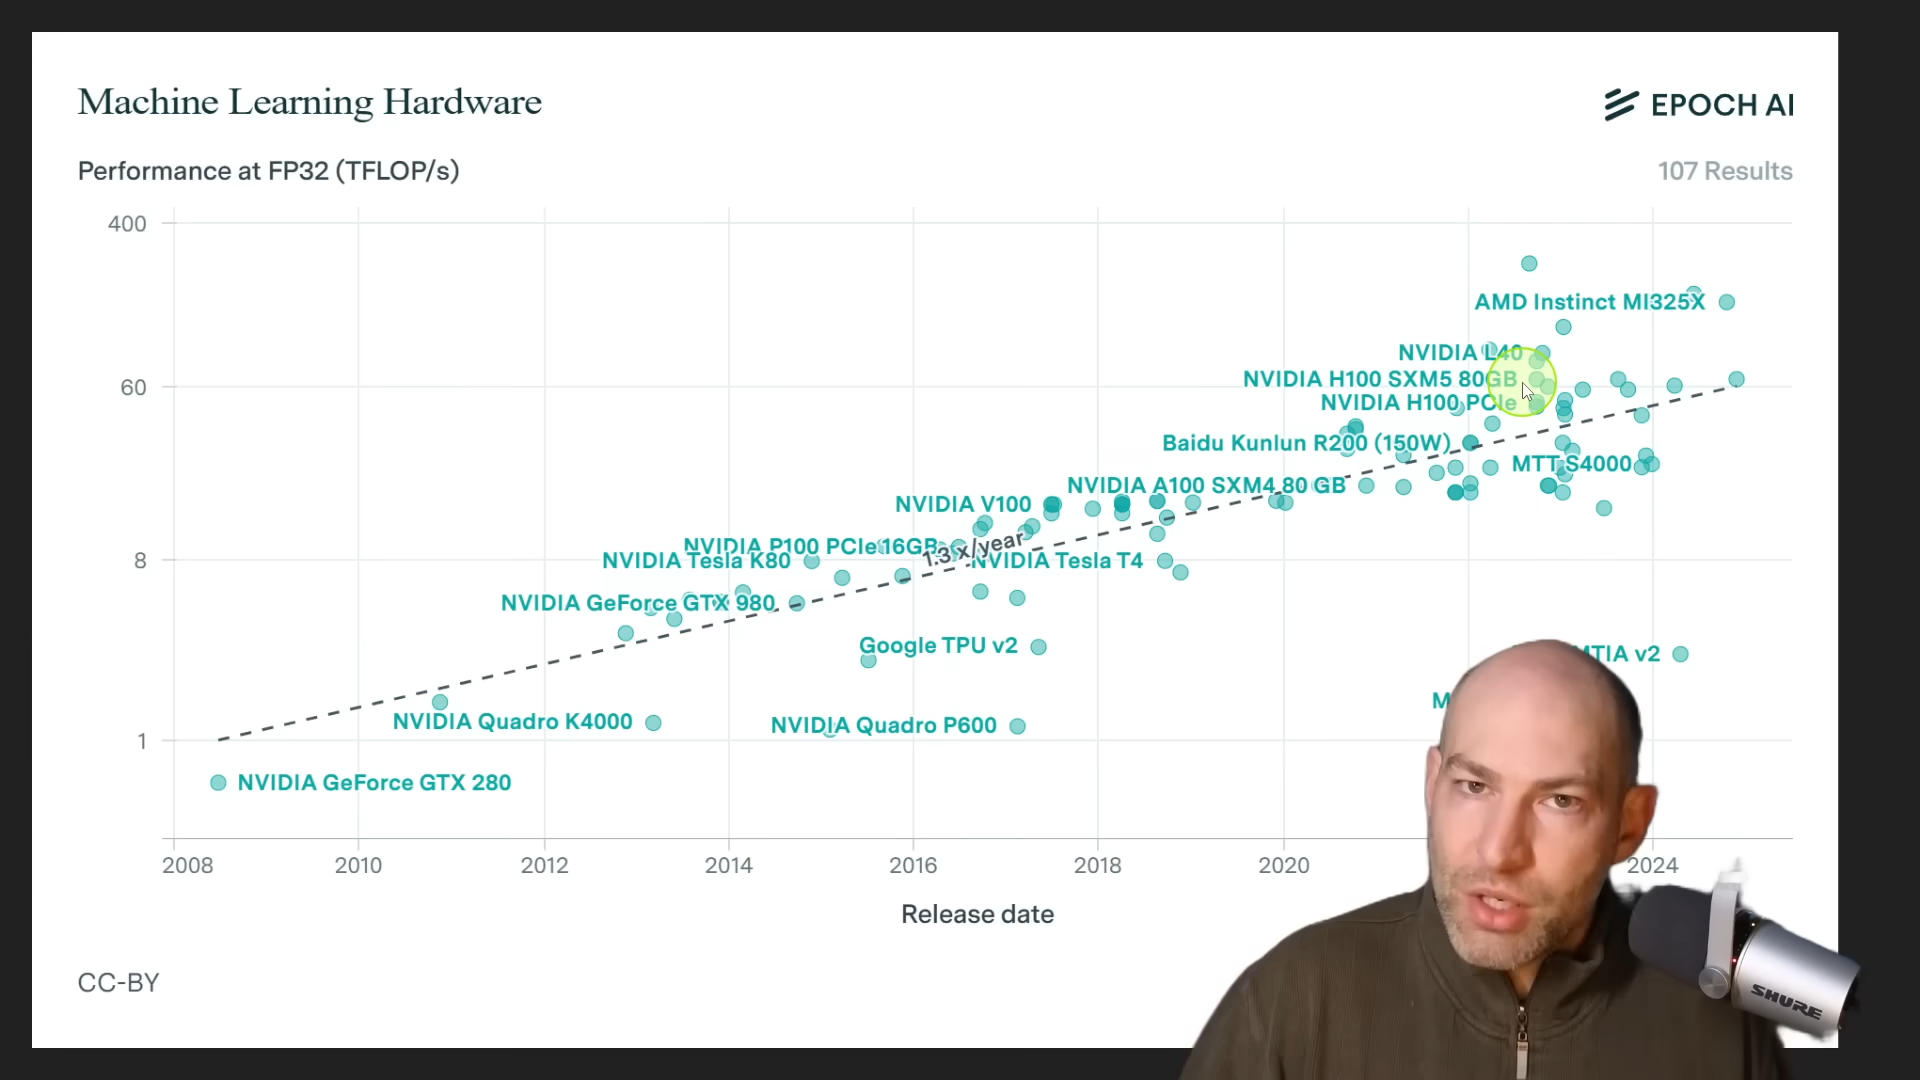 Machine Learning Hardware
EPOCH AI
Performance at FP32 (TFLOP/s)
107 Results
400
AMD Instinct MI325X
NVIDIA L40
60
NVIDIA H100 SXM5 80GB
NVIDIA H100 PCIe
Baidu Kunlun R200 (150W)
MTT S4000
NVIDIA A100 SXM4 80 GB
NVIDIA V100
NVIDIA P100 PCIe 16GB
1.3 x/year
8
NVIDIA Tesla K80
NVIDIA Tesla T4
NVIDIA GeForce GTX 980
Google TPU v2
MTIA v2
NVIDIA Quadro K4000
NVIDIA Quadro P600
1
NVIDIA GeForce GTX 280
2008
2010
2012
2014
2016
2018
2020
2024
Release date
CC-BY
SHURE